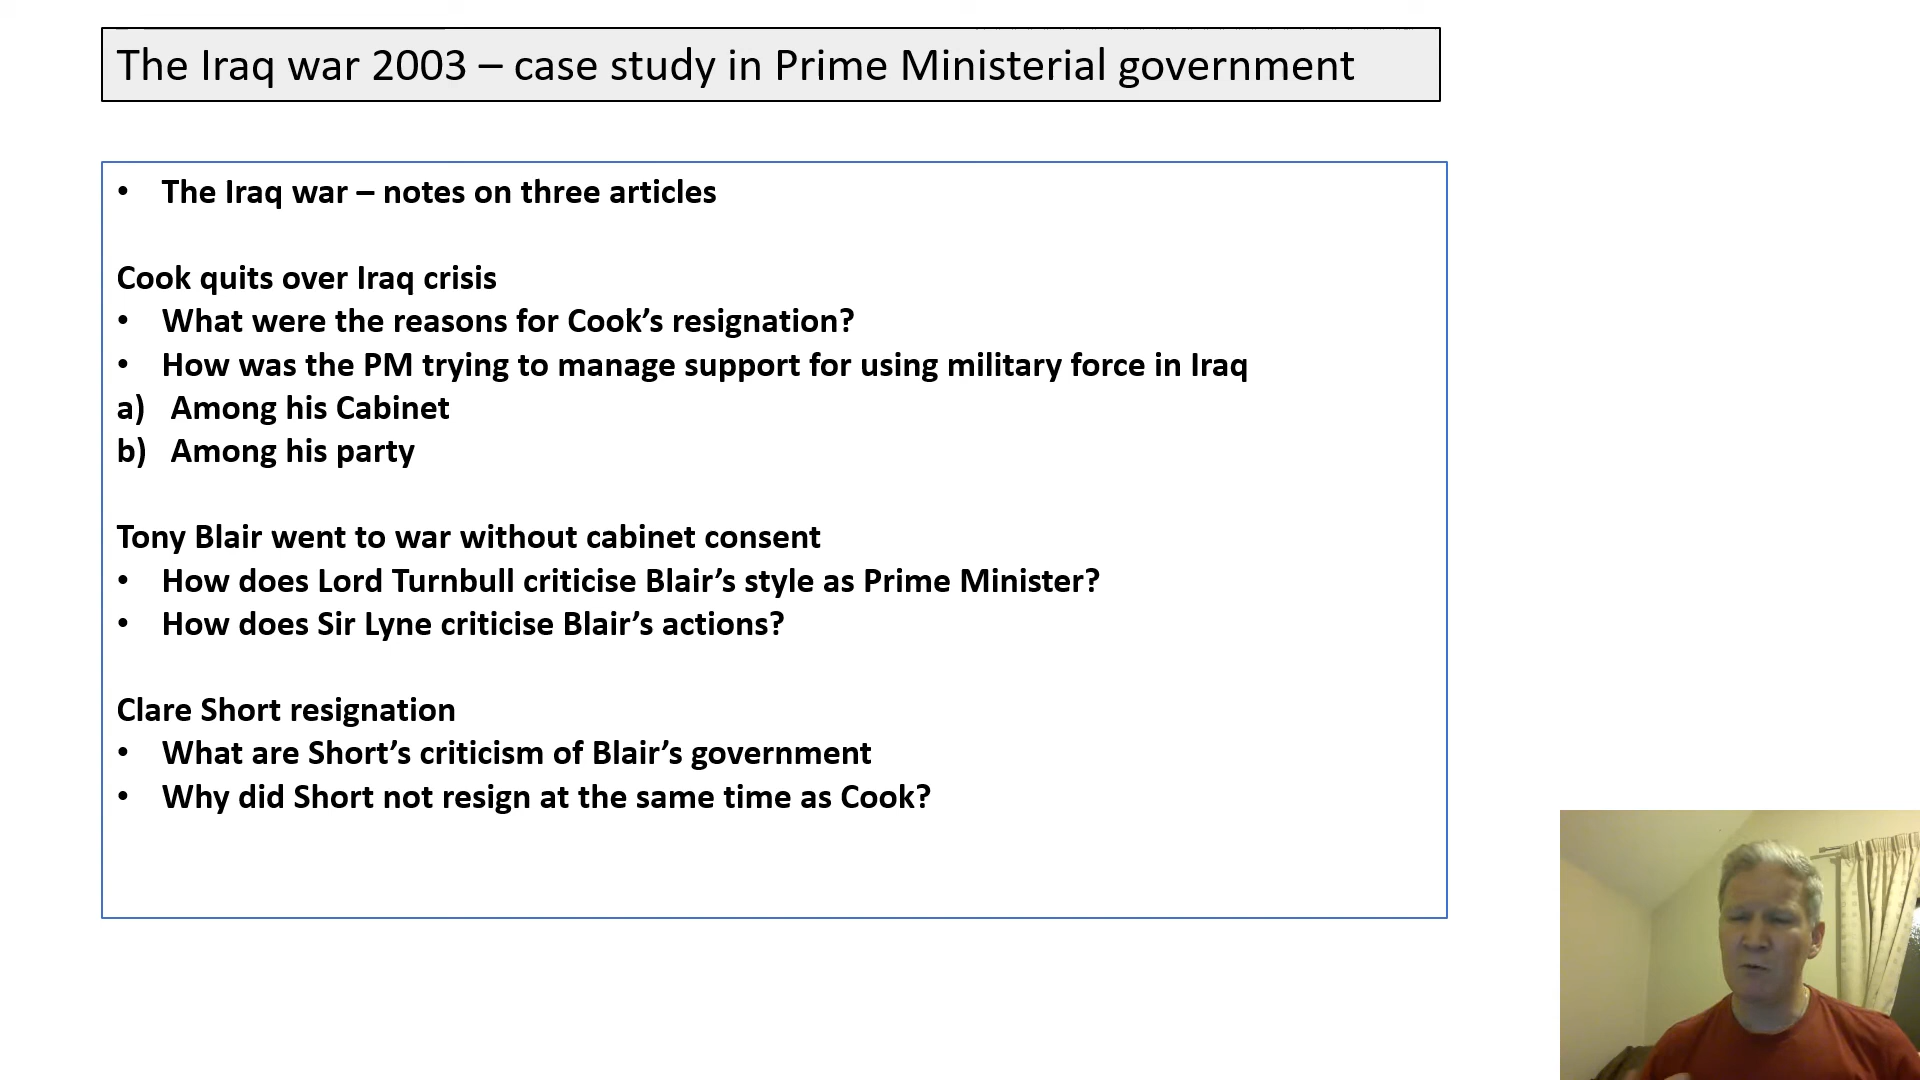 The Iraq war 2003 – case study in Prime Ministerial government
• The Iraq war – notes on three articles
Cook quits over Iraq crisis
• What were the reasons for Cook’s resignation?
• How was the PM trying to manage support for using military force in Iraq
a) Among his Cabinet
b) Among his party
Tony Blair went to war without cabinet consent
• How does Lord Turnbull criticise Blair’s style as Prime Minister?
• How does Sir Lyne criticise Blair’s actions?
Clare Short resignation
• What are Short’s criticism of Blair’s government
• Why did Short not resign at the same time as Cook?